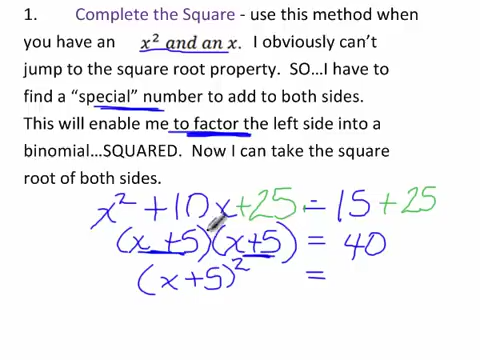 1. Complete the Square - use this method when
you have an x² and an x. I obviously can't
jump to the square root property. SO...I have to
find a "special" number to add to both sides.
This will enable me to factor the left side into a
binomial...SQUARED. Now I can take the square
root of both sides.
x² + 10x + 25 = 15 + 25
(x + 5)(x + 5) = 40
(x + 5)² =